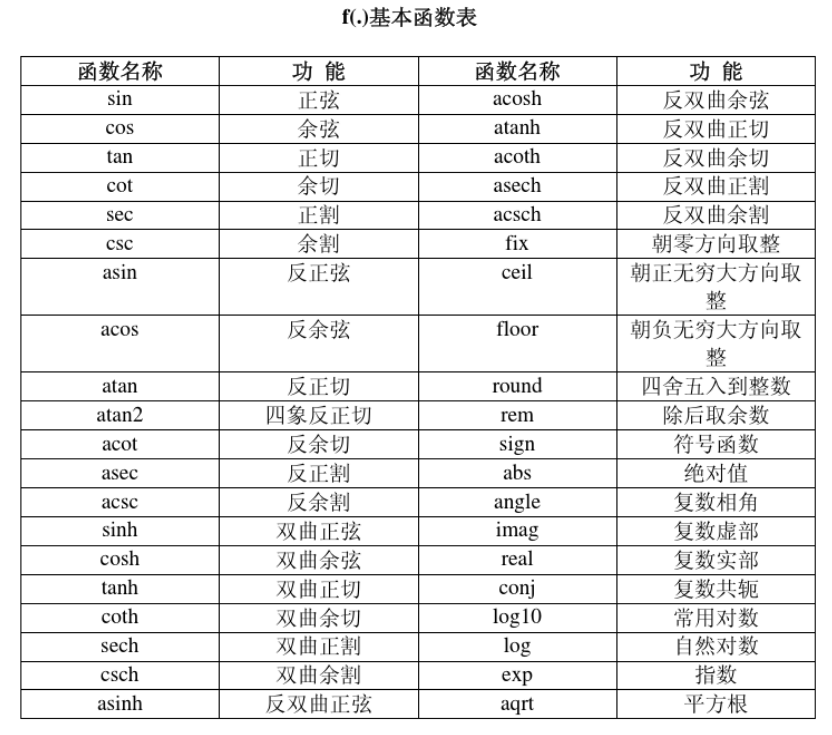 f(.)基本函数表
函数名称 功 能 函数名称 功 能
sin 正弦 acosh 反双曲余弦
cos 余弦 atanh 反双曲正切
tan 正切 acoth 反双曲余切
cot 余切 asech 反双曲正割
sec 正割 acsch 反双曲余割
csc 余割 fix 朝零方向取整
asin 反正弦 ceil 朝正无穷大方向取
整
acos 反余弦 floor 朝负无穷大方向取
整
atan 反正切 round 四舍五入到整数
atan2 四象反正切 rem 除后取余数
acot 反余切 sign 符号函数
asec 反正割 abs 绝对值
acsc 反余割 angle 复数相角
sinh 双曲正弦 imag 复数虚部
cosh 双曲余弦 real 复数实部
tanh 双曲正切 conj 复数共轭
coth 双曲余切 log10 常用对数
sech 双曲正割 log 自然对数
csch 双曲余割 exp 指数
asinh 反双曲正弦 aqrt 平方根